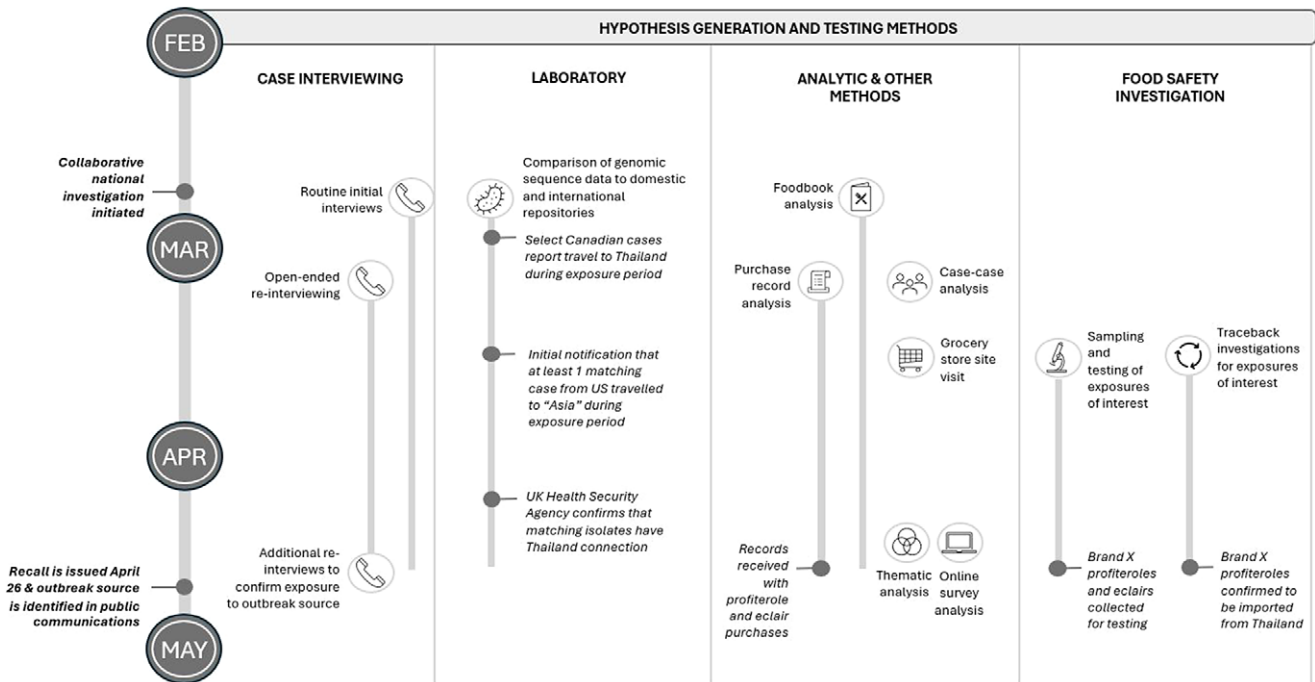 HYPOTHESIS GENERATION AND TESTING METHODS
FEB
MAR
APR
MAY
Collaborative
national
investigation
initiated
Recall is issued April
26 & outbreak source
is identified in public
communications
CASE INTERVIEWING
Routine initial
interviews
Open-ended
re-interviewing
Additional re-
interviews to
confirm exposure
to outbreak source
LABORATORY
Comparison of genomic
sequence data to domestic
and international
repositories
Select Canadian cases
report travel to Thailand
during exposure period
Initial notification that
at least 1 matching
case from US travelled
to “Asia” during
exposure period
UK Health Security
Agency confirms that
matching isolates have
Thailand connection
ANALYTIC & OTHER
METHODS
Foodbook
analysis
Purchase
record
analysis
Case-case
analysis
Grocery
store site
visit
Records
received
with
profiterole
and eclair
purchases
Thematic
analysis
Online
survey
analysis
FOOD SAFETY
INVESTIGATION
Sampling
and
testing of
exposures
of interest
Traceback
investigations
for exposures
of interest
Brand X
profiteroles
and eclairs
collected
for testing
Brand X
profiteroles
confirmed to
be imported
from Thailand